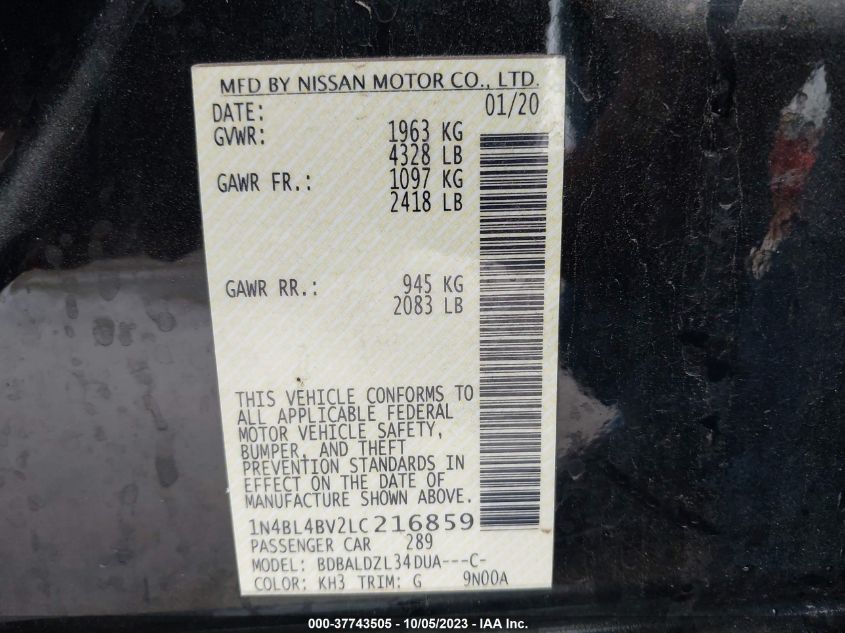 MFD BY NISSAN MOTOR CO., LTD.
DATE: 01/20
GVWR: 1963 KG
4328 LB
GAWR FR.: 1097 KG
2418 LB
GAWR RR.: 945 KG
2083 LB
THIS VEHICLE CONFORMS TO
ALL APPLICABLE FEDERAL
MOTOR VEHICLE SAFETY,
BUMPER, AND THEFT
PREVENTION STANDARDS IN
EFFECT ON THE DATE OF
MANUFACTURE SHOWN ABOVE.
1N4BL4BV2LC216859
PASSENGER CAR 289
MODEL: BDBALDZL34DUA---C-
COLOR: KH3 TRIM: G 9N00A
000-37743505 - 10/05/2023 - IAA Inc.